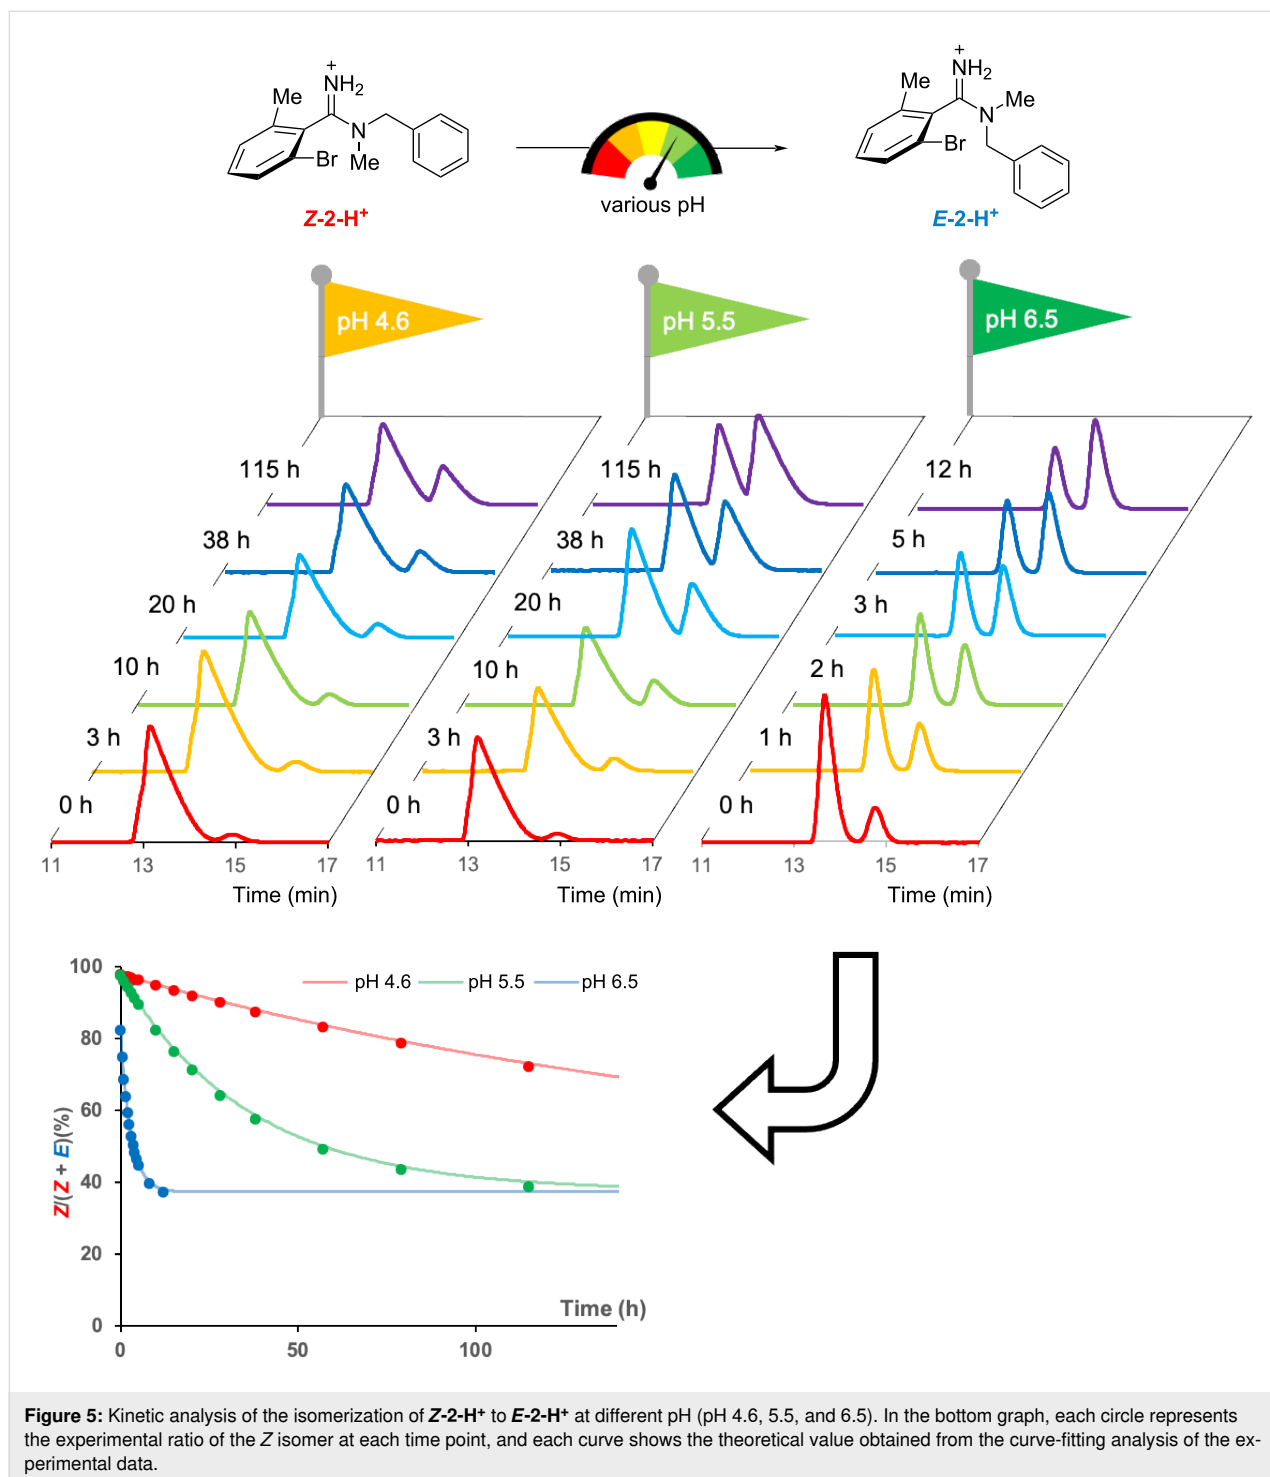 +
NH2
Me
N
Br
Me
Z-2-H+
various pH
+
NH2
Me
N
Me
Br
E-2-H+
pH 4.6
pH 5.5
pH 6.5
115 h
38 h
20 h
10 h
3 h
0 h
11 13 15 17
Time (min)
115 h
38 h
20 h
10 h
3 h
0 h
11 13 15 17
Time (min)
12 h
5 h
3 h
2 h
1 h
0 h
11 13 15 17
Time (min)
pH 4.6 pH 5.5 pH 6.5
Z/(Z + E)(%)
100
80
60
40
20
0
0 50 100
Time (h)
Figure 5: Kinetic analysis of the isomerization of Z-2-H+ to E-2-H+ at different pH (pH 4.6, 5.5, and 6.5). In the bottom graph, each circle represents
the experimental ratio of the Z isomer at each time point, and each curve shows the theoretical value obtained from the curve-fitting analysis of the ex-
perimental data.